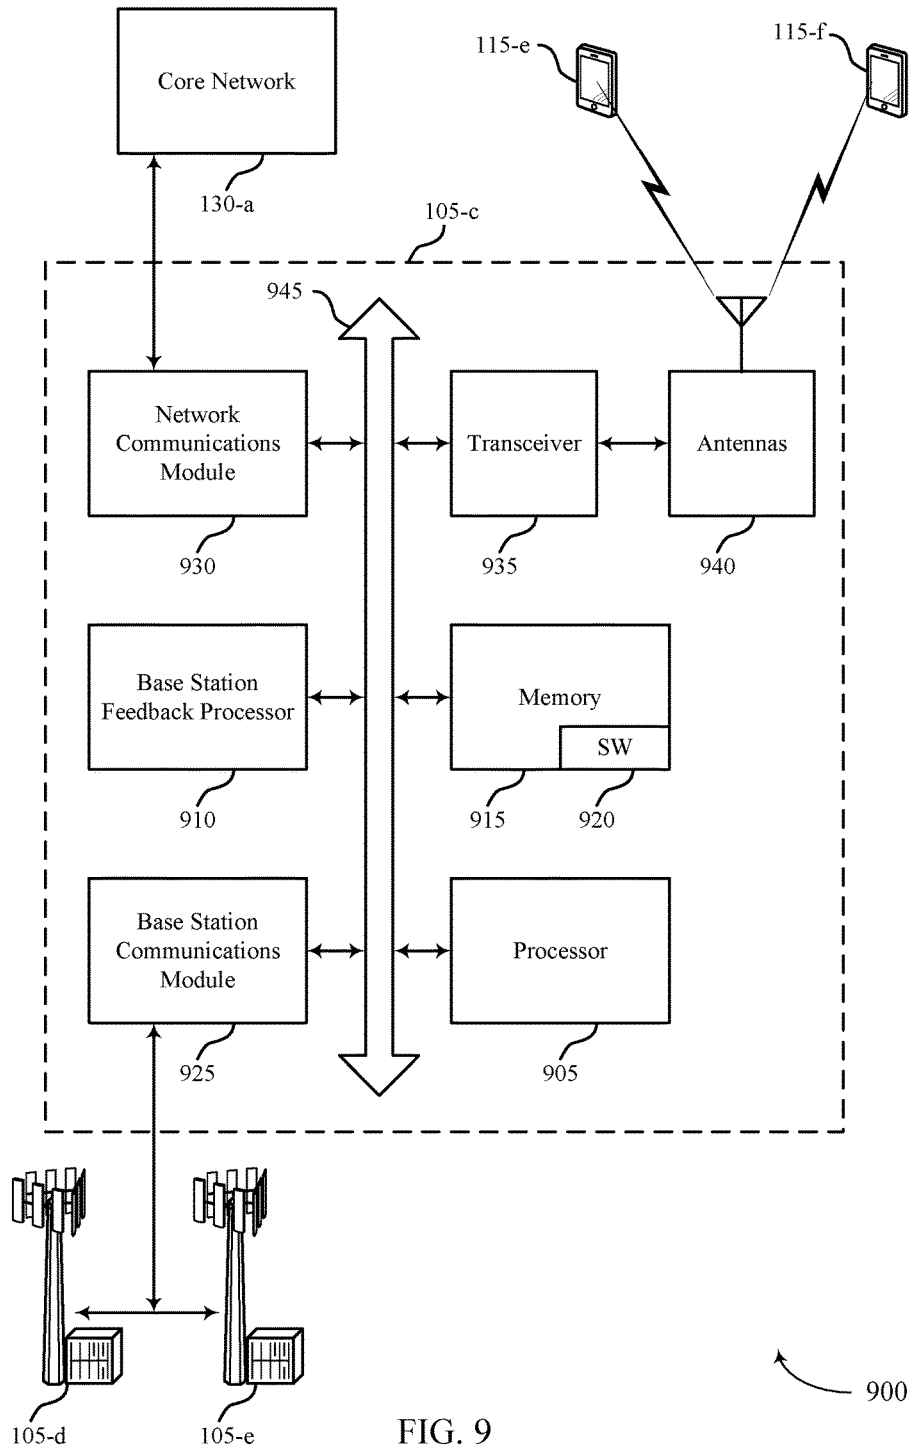 115-e
115-f
Core Network
130-a
105-c
945
Network
Communications
Module
Transceiver
Antennas
930
935
940
Base Station
Feedback Processor
Memory
SW
910
915
920
Base Station
Communications
Module
Processor
925
905
900
105-d
105-e
FIG. 9